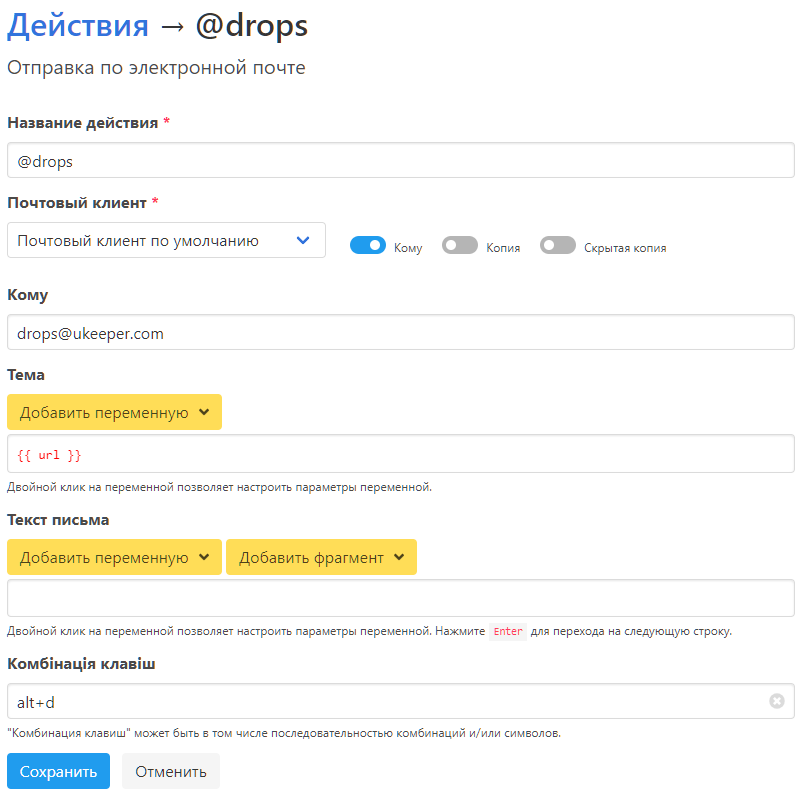 Действия → @drops
Отправка по электронной почте
Название действия *
@drops
Почтовый клиент *
Почтовый клиент по умолчанию Кому Копия Скрытая копия
Кому
drops@ukeeper.com
Тема
Добавить переменную
{{ url }}
Двойной клик на переменной позволяет настроить параметры переменной.
Текст письма
Добавить переменную Добавить фрагмент
Двойной клик на переменной позволяет настроить параметры переменной. Нажмите Enter для перехода на следующую строку.
Комбінація клавіш
alt+d
"Комбинация клавиш" может быть в том числе последовательностью комбинаций и/или символов.
Сохранить Отменить